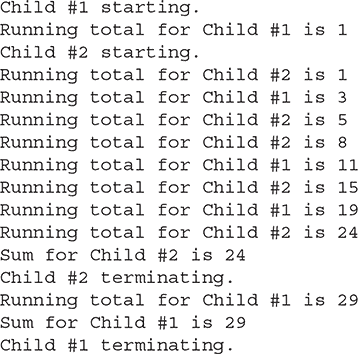 Child #1 starting.
Running total for Child #1 is 1
Child #2 starting.
Running total for Child #2 is 1
Running total for Child #1 is 3
Running total for Child #2 is 5
Running total for Child #2 is 8
Running total for Child #1 is 11
Running total for Child #2 is 15
Running total for Child #1 is 19
Running total for Child #2 is 24
Sum for Child #2 is 24
Child #2 terminating.
Running total for Child #1 is 29
Sum for Child #1 is 29
Child #1 terminating.